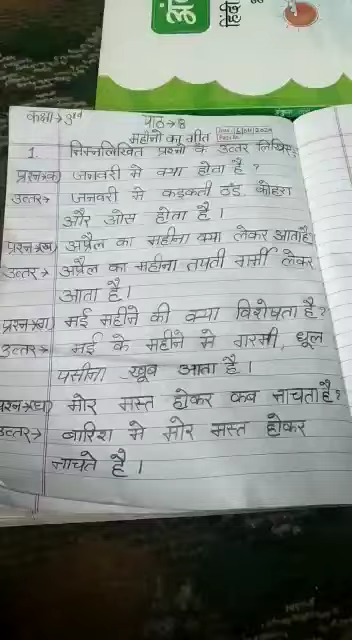 हिंदी
कक्षा → 3rd
पाठ → 8
महीनो का गीत
1 निम्नलिखित प्रश्नो के उत्तर लिखिए:
प्रश्न→(क) जनवरी मे क्या होता है ?
उत्तर→ जनवरी मे कड़कती ठंड, कोहरा
और ओस होता है ।
प्रश्न→(ख) अप्रैल का महीना क्या लेकर आता है?
उत्तर→ अप्रैल का महीना तपती गर्मी लेकर
आता है ।
प्रश्न→(ग) मई महीने की क्या विशेषता है ?
उत्तर→ मई के महीने मे गरमी, धूल
पसीना खूब आता है ।
प्रश्न→(घ) मोर मस्त होकर कब नाचता है ?
उत्तर→ बारिश मे मोर मस्त होकर
नाचते है ।